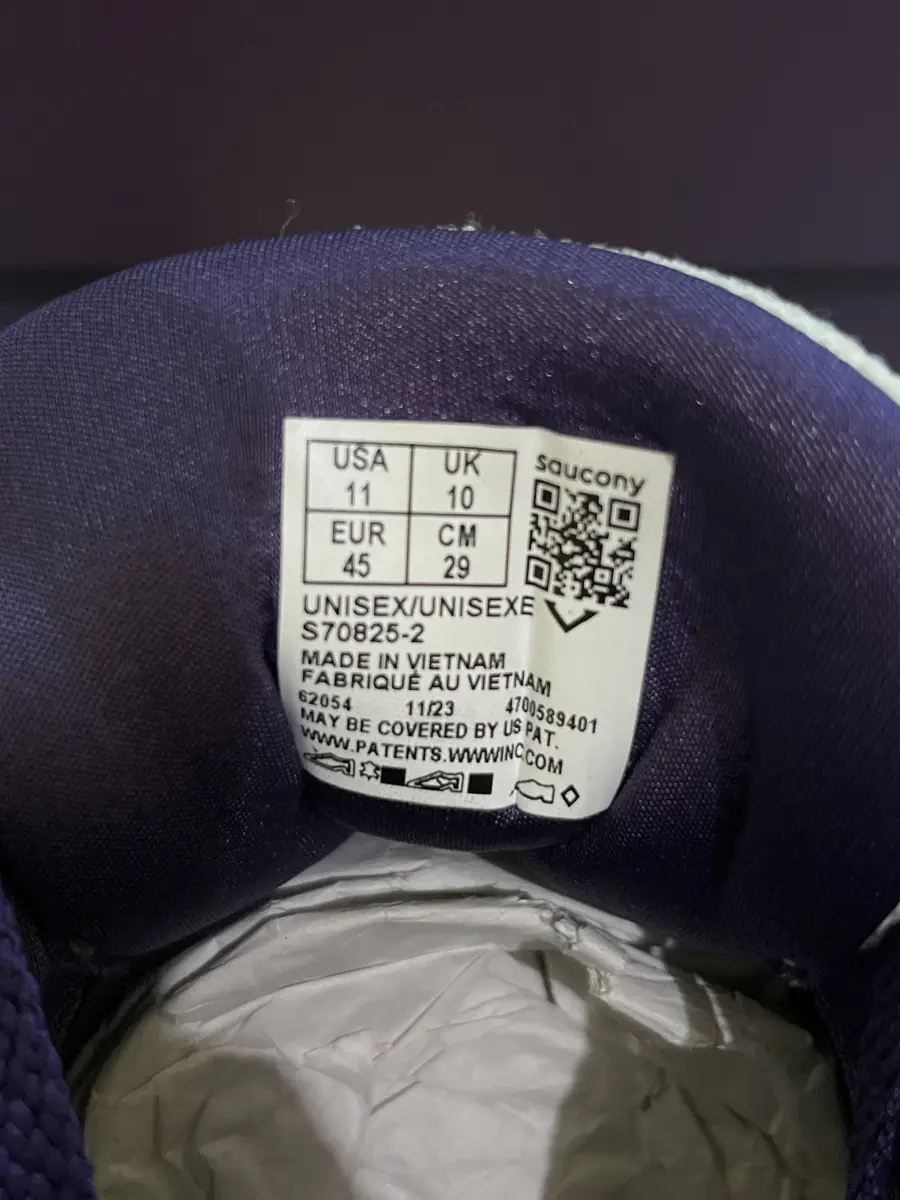 USA UK
11 10
EUR CM
45 29
saucony
UNISEX/UNISEXE
S70825-2
MADE IN VIETNAM
FABRIQUÉ AU VIETNAM
62054 11/23 4700589401
MAY BE COVERED BY US PAT.
WWW.PATENTS.WWWINC.COM